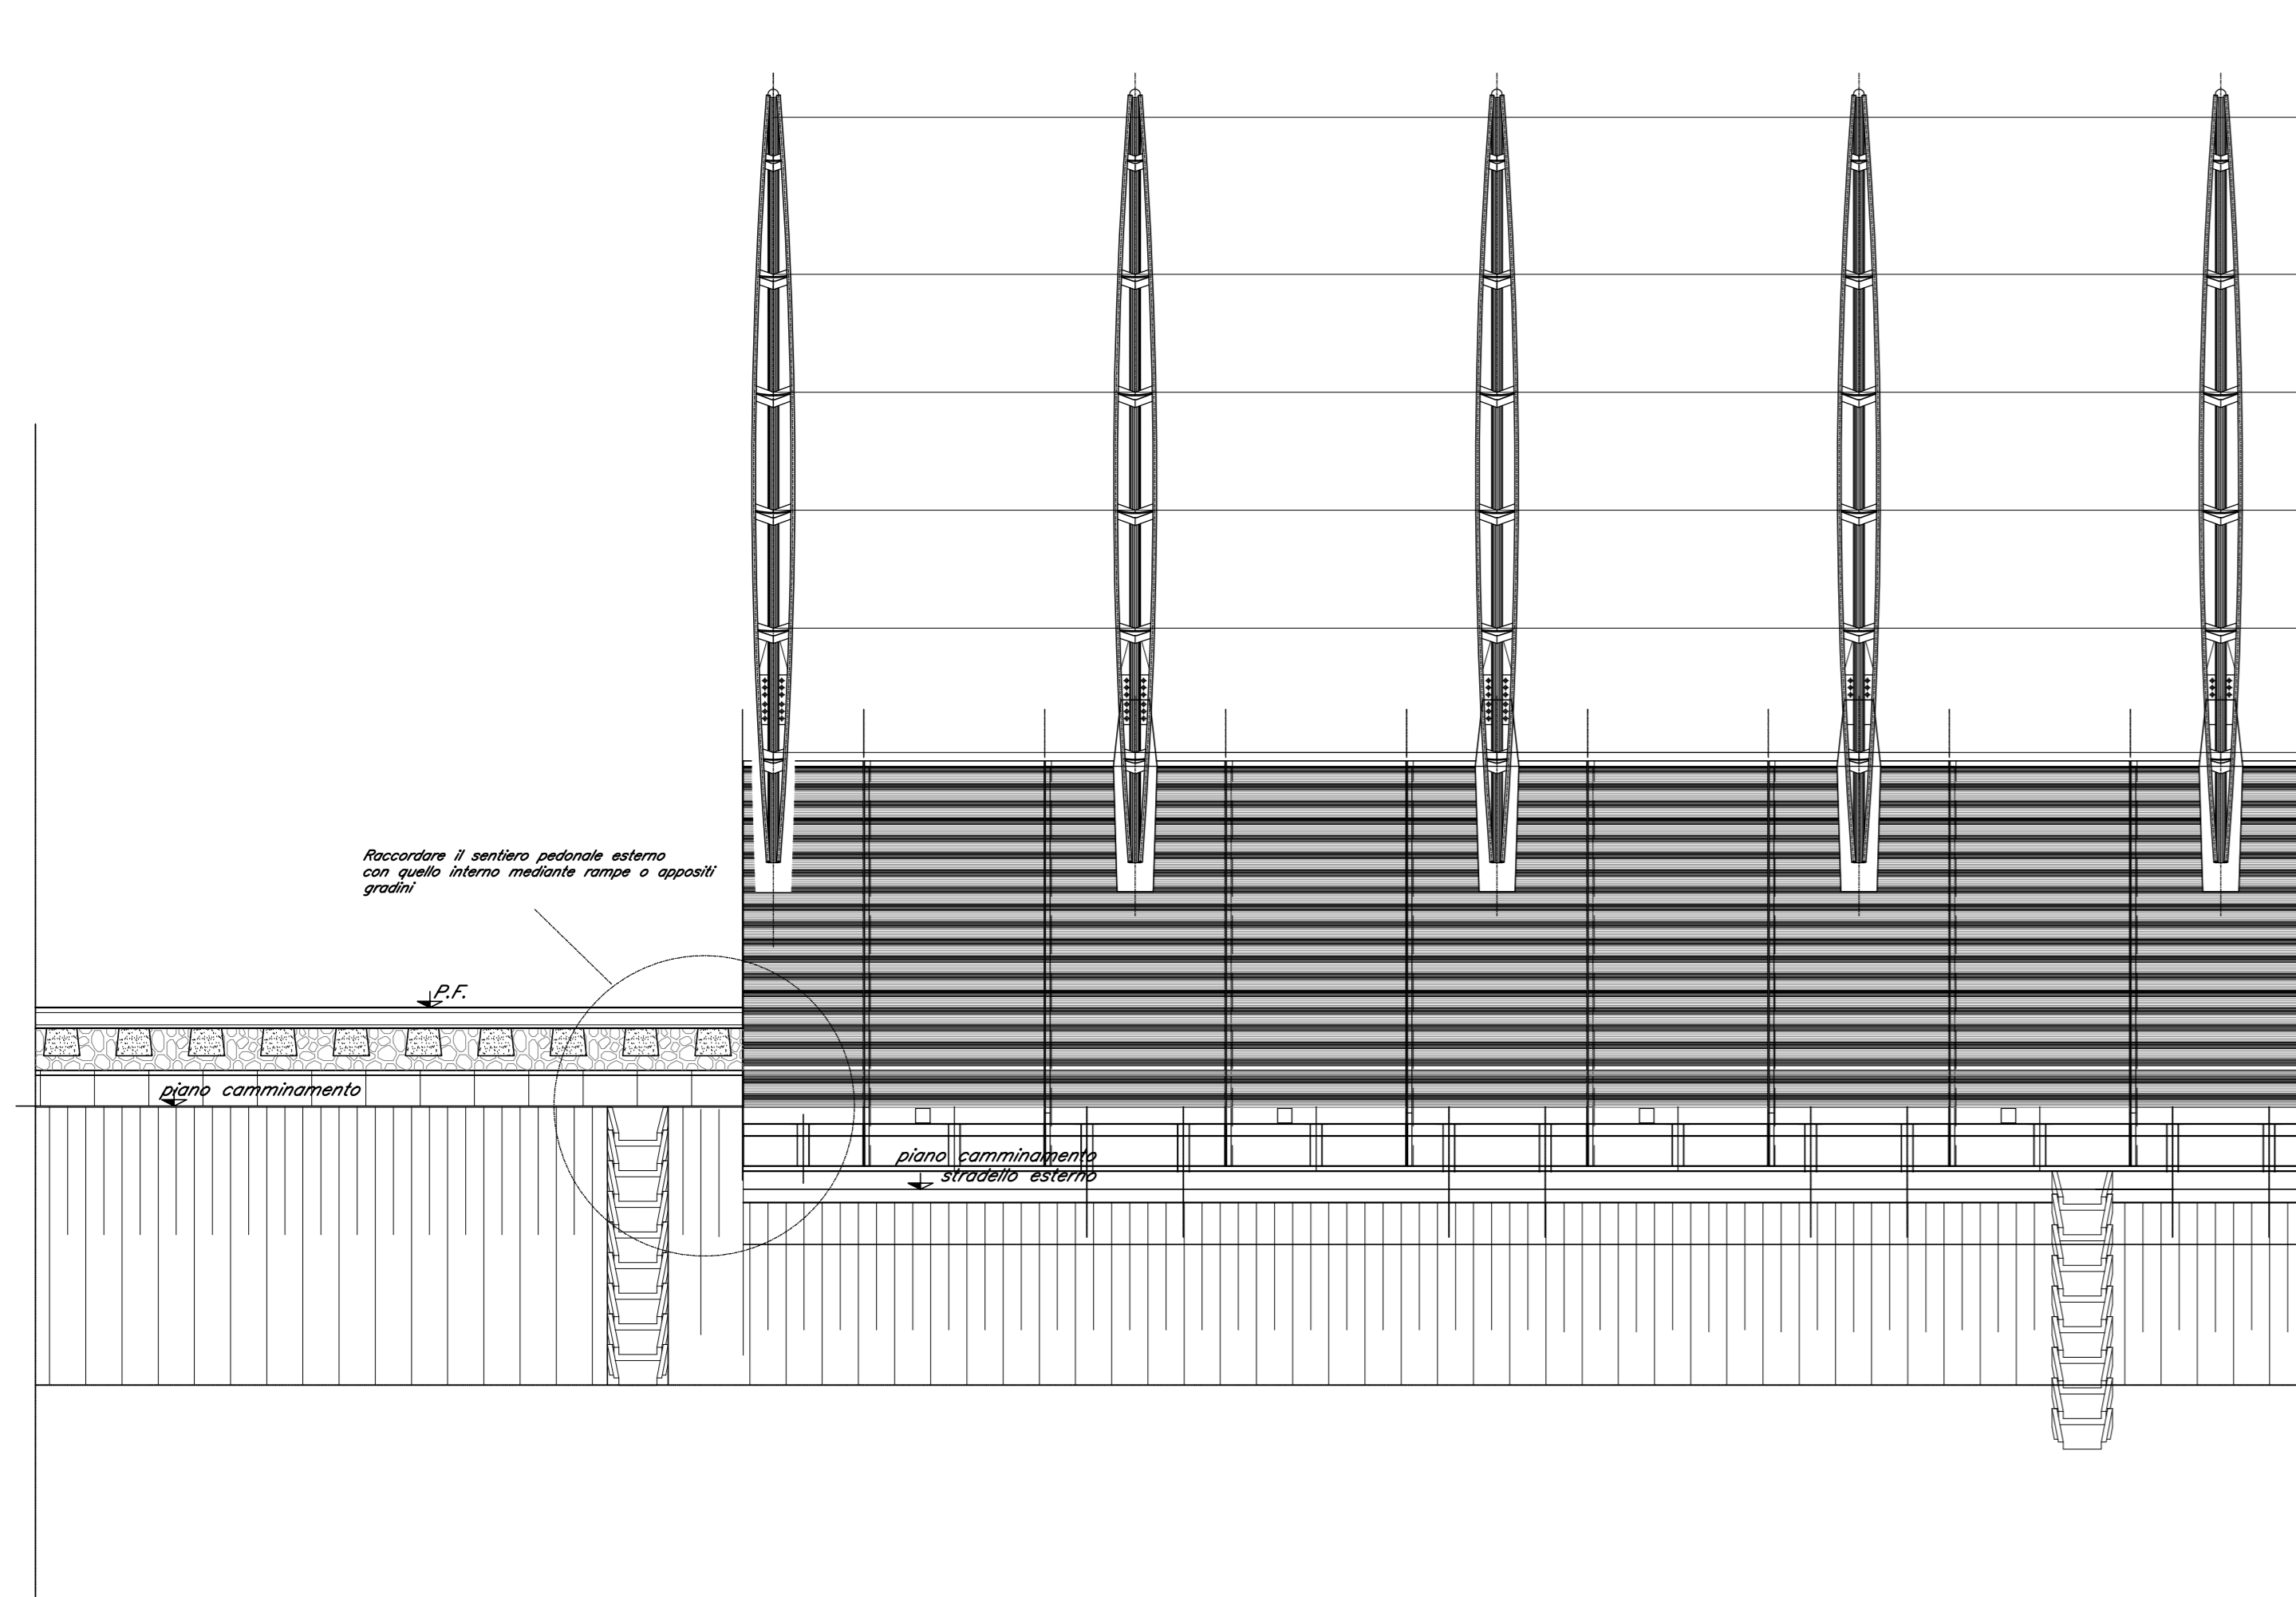 Raccordare il sentiero pedonale esterno
con quello interno mediante rampe o appositi
gradini
P.F.
piano camminamento
piano camminamento
stradello esterno